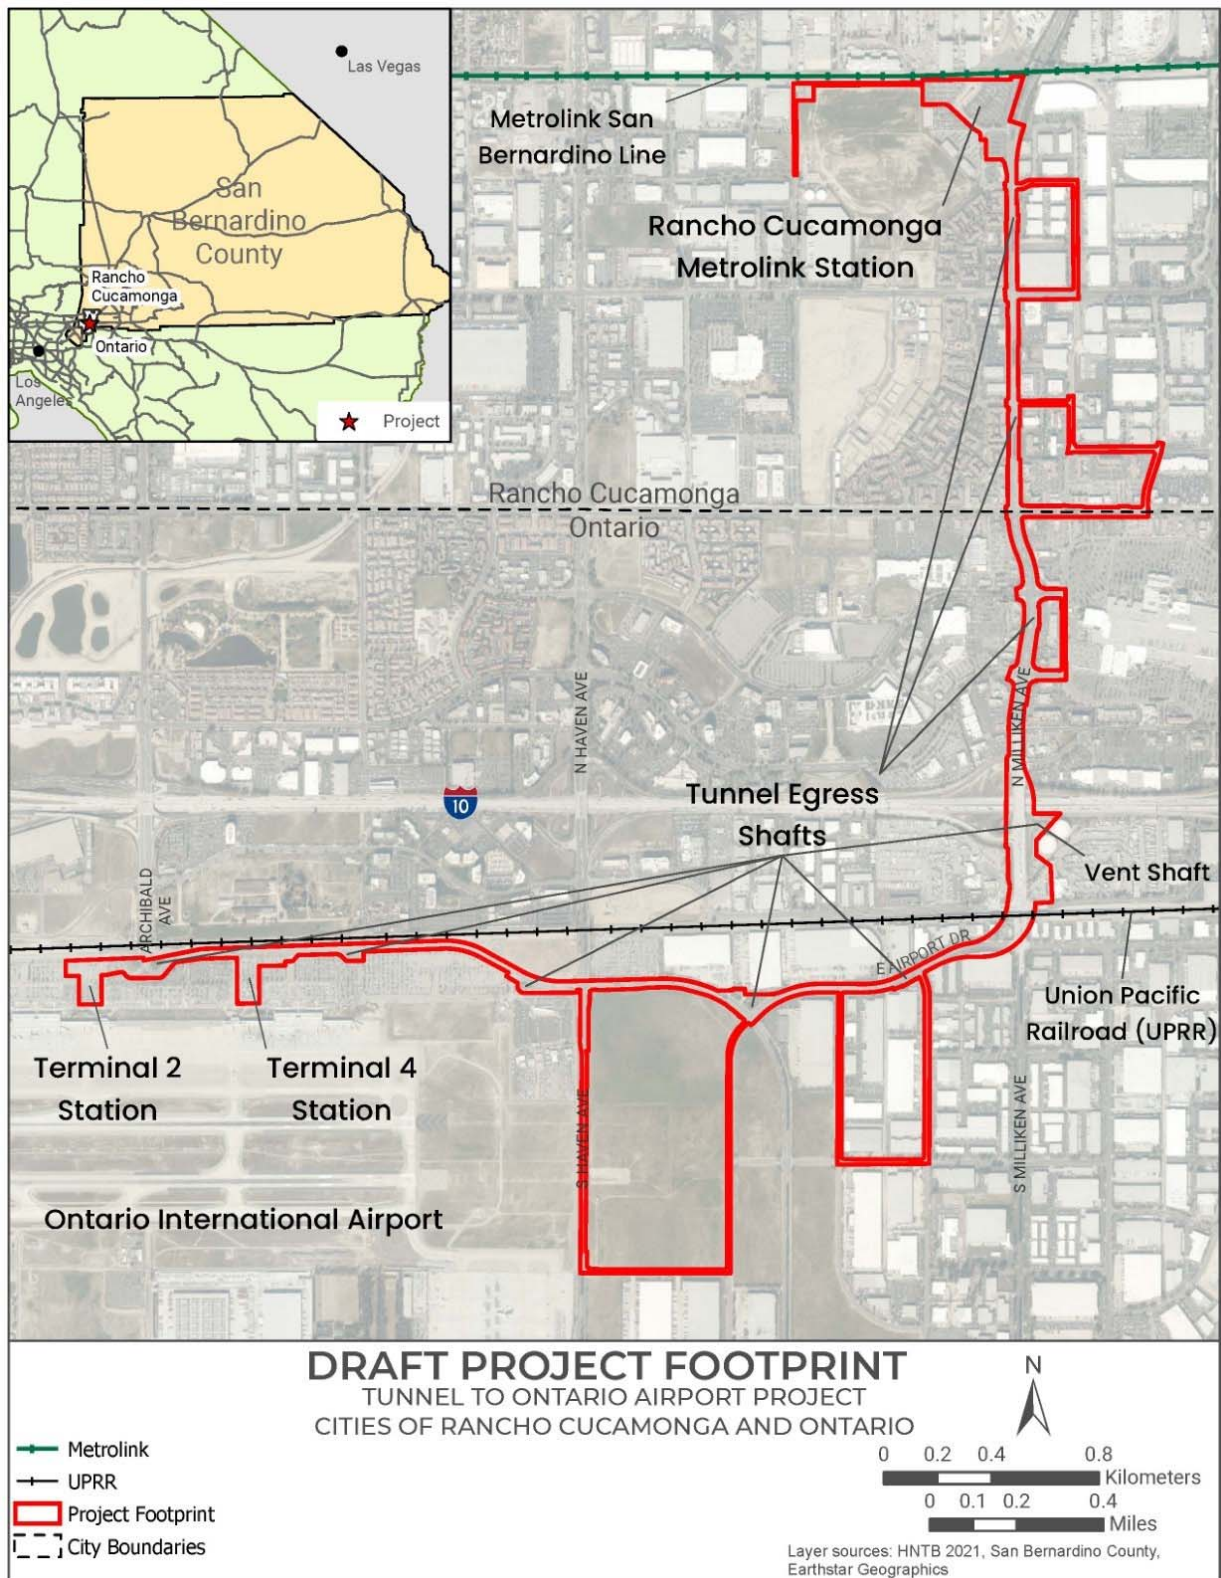 Las Vegas
San
Bernardino
County
Rancho
Cucamonga
Ontario
Los
Angeles
Project
Metrolink San
Bernardino Line
Rancho Cucamonga
Metrolink Station
Rancho Cucamonga
Ontario
N HAVEN AVE
N MILLIKEN AVE
10
Tunnel Egress
Shafts
Vent Shaft
ARCHIBALD
AVE
E AIRPORT DR
Union Pacific
Railroad (UPRR)
Terminal 2
Station
Terminal 4
Station
S HAVEN AVE
S MILLIKEN AVE
Ontario International Airport
DRAFT PROJECT FOOTPRINT
TUNNEL TO ONTARIO AIRPORT PROJECT
CITIES OF RANCHO CUCAMONGA AND ONTARIO
N
Metrolink
UPRR
Project Footprint
City Boundaries
0 0.2 0.4 0.8
Kilometers
0 0.1 0.2 0.4
Miles
Layer sources: HNTB 2021, San Bernardino County,
Earthstar Geographics